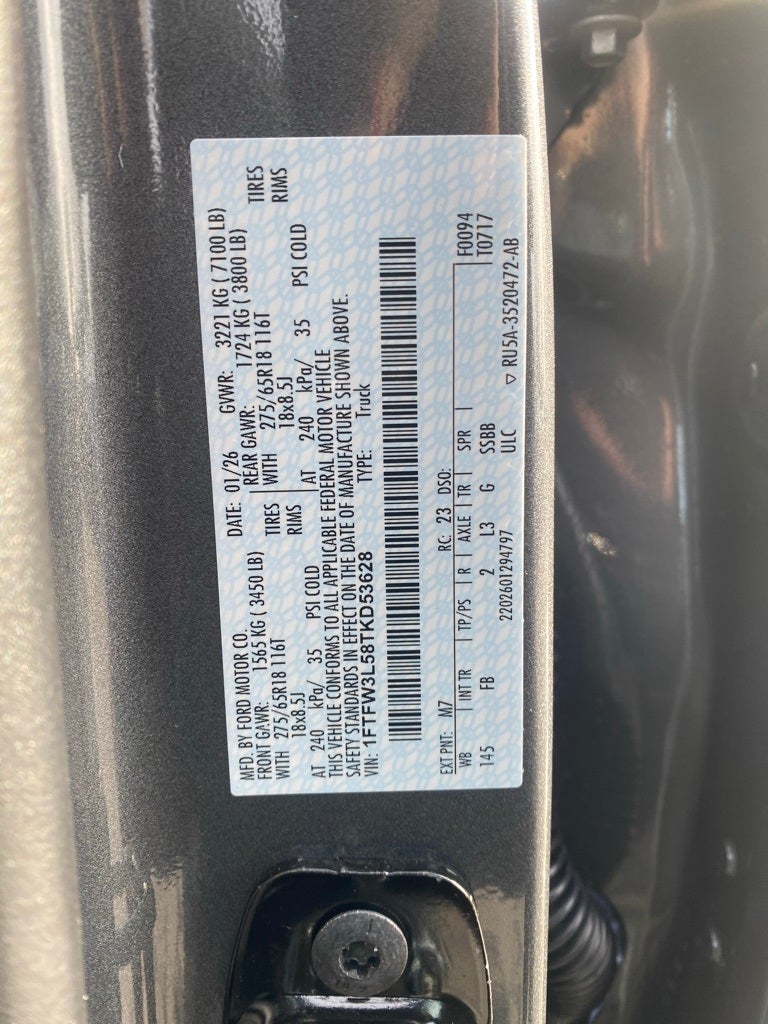 MFD. BY FORD MOTOR CO.
DATE: 01/26 GVWR: 3221 KG ( 7100 LB)
FRONT GAWR: 1565 KG ( 3450 LB) REAR GAWR: 1724 KG ( 3800 LB)
WITH 275/65R18 116T TIRES WITH 275/65R18 116T TIRES
18x8.5J RIMS 18x8.5J RIMS
AT 240 kPa/ 35 PSI COLD AT 240 kPa/ 35 PSI COLD
THIS VEHICLE CONFORMS TO ALL APPLICABLE FEDERAL MOTOR VEHICLE
SAFETY STANDARDS IN EFFECT ON THE DATE OF MANUFACTURE SHOWN ABOVE.
VIN: 1FTFW3L58TKD53628 TYPE: Truck
EXT PNT: M7 RC: 23 DSO:
WB INT TR TP/PS R AXLE TR SPR F0094
145 FB 2 L3 G SSBB T0717
2202601294797 ULC ▽ RU5A-3520472-AB